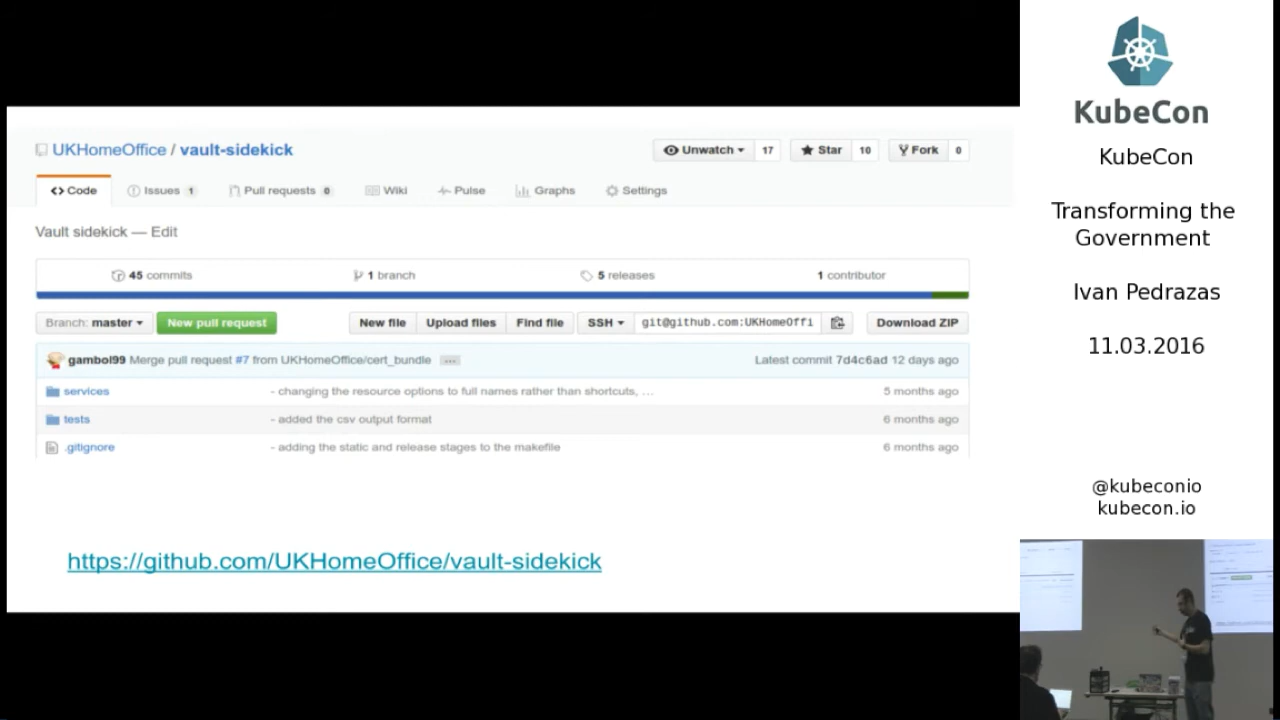 UKHomeOffice / vault-sidekick
Unwatch 17 Star 10 Fork 0
Code Issues 1 Pull requests 0 Wiki Pulse Graphs Settings
Vault sidekick — Edit
45 commits 1 branch 5 releases 1 contributor
Branch: master New pull request New file Upload files Find file SSH git@github.com:UKHomeOffi Download ZIP
gambol99 Merge pull request #7 from UKHomeOffice/cert_bundle ... Latest commit 7d4c6ad 12 days ago
services - changing the resource options to full names rather than shortcuts, ... 5 months ago
tests - added the csv output format 6 months ago
.gitignore - adding the static and release stages to the makefile 6 months ago
https://github.com/UKHomeOffice/vault-sidekick
KubeCon
KubeCon
Transforming the
Government
Ivan Pedrazas
11.03.2016
@kubeconio
kubecon.io